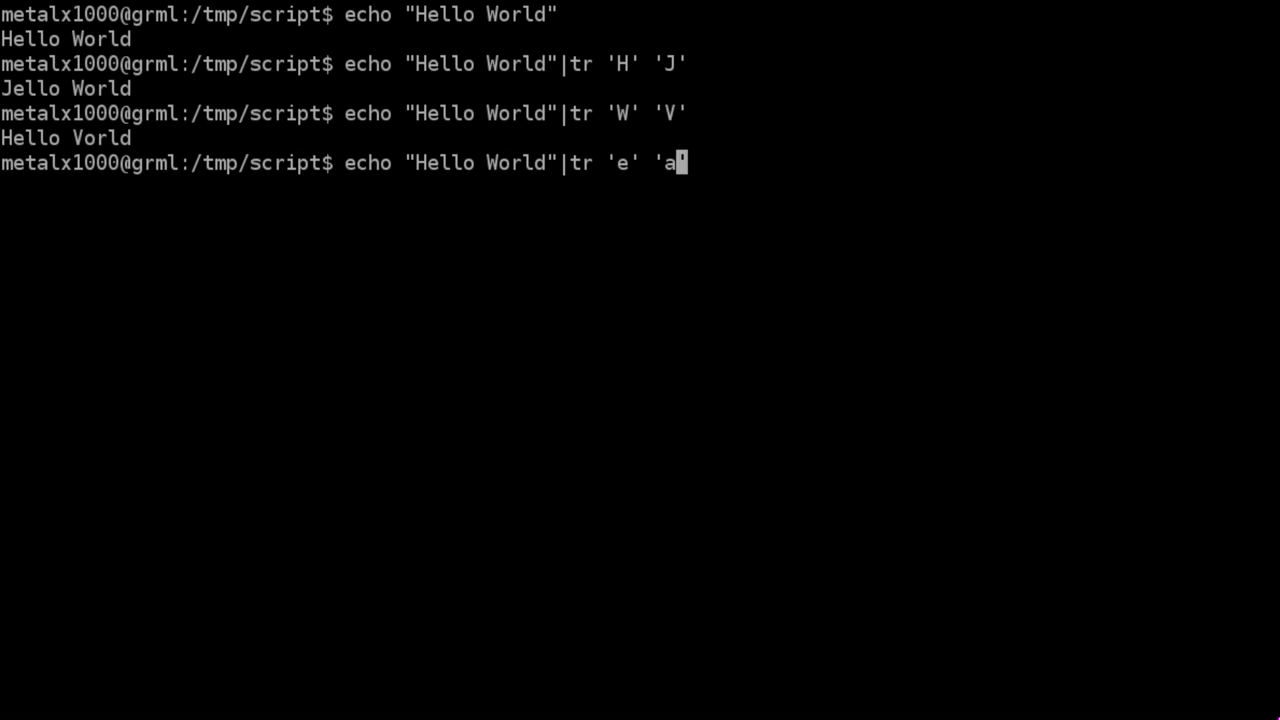 metalx1000@grml:/tmp/script$ echo "Hello World"
Hello World
metalx1000@grml:/tmp/script$ echo "Hello World"|tr 'H' 'J'
Jello World
metalx1000@grml:/tmp/script$ echo "Hello World"|tr 'W' 'V'
Hello Vorld
metalx1000@grml:/tmp/script$ echo "Hello World"|tr 'e' 'a'